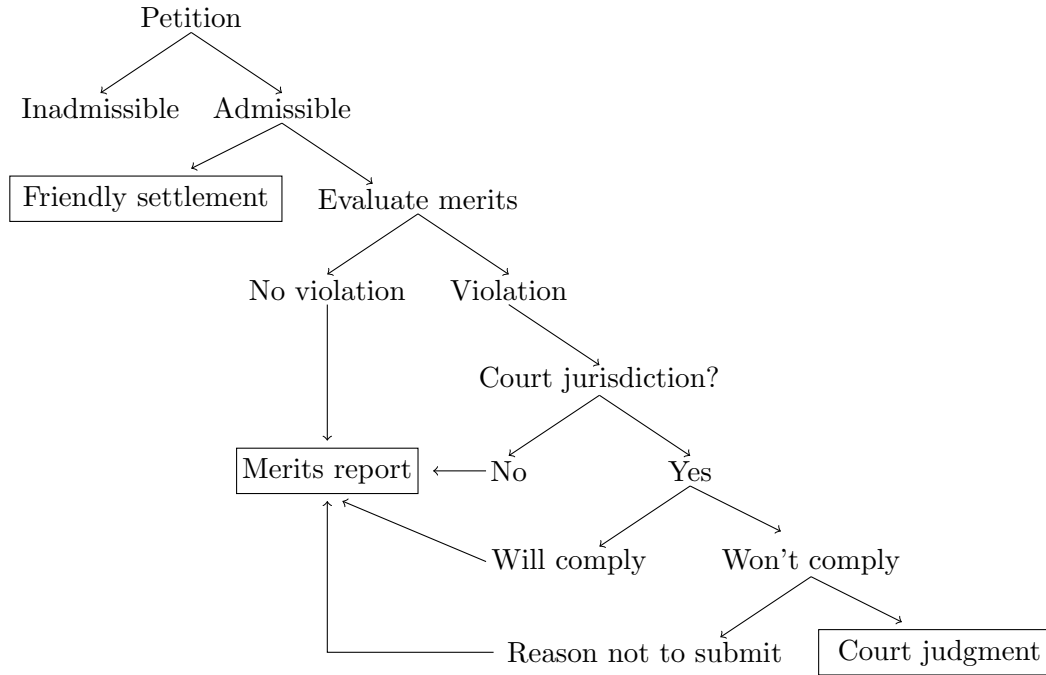 Petition
Inadmissible
Admissible
Friendly settlement
Evaluate merits
No violation
Violation
Court jurisdiction?
Merits report
No
Yes
Will comply
Won't comply
Reason not to submit
Court judgment